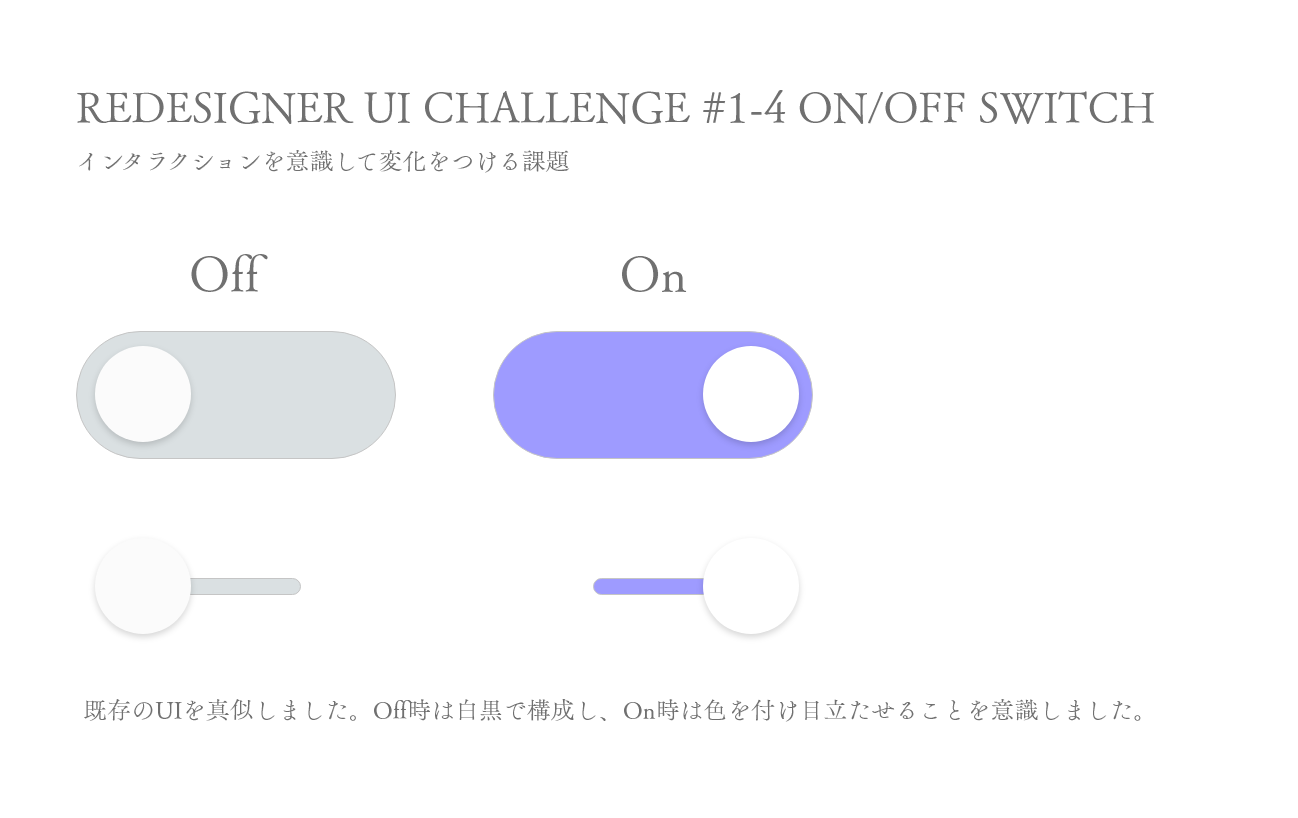 REDESIGNER UI CHALLENGE #1-4 ON/OFF SWITCH
インタラクションを意識して変化をつける課題
Off
On
既存のUIを真似しました。Off時は白黒で構成し、On時は色を付け目立たせることを意識しました。